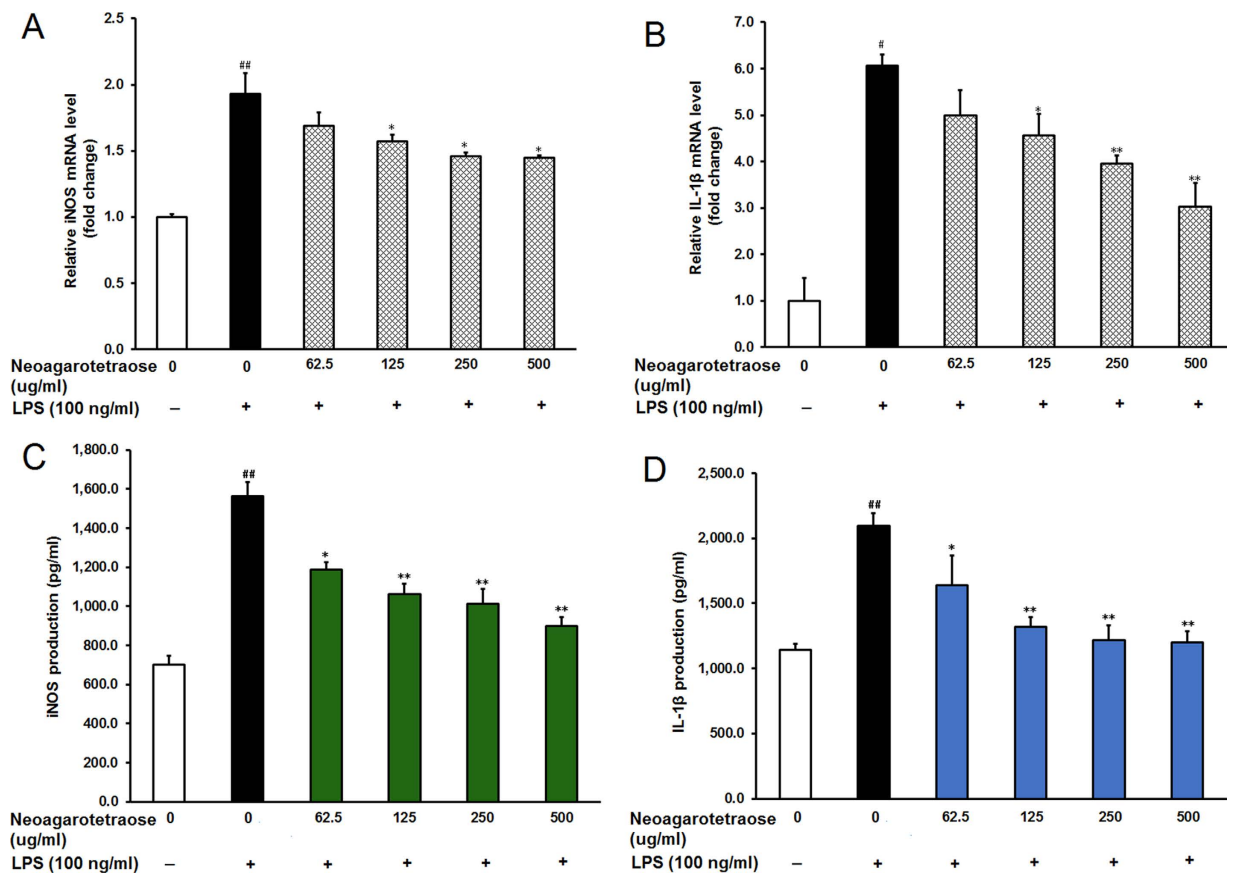 A
Relative iNOS mRNA level
(fold change)
2.5
2.0
1.5
1.0
0.5
0.0
##
*
*
*
Neoagarotetraose 0 0 62.5 125 250 500
(ug/ml)
LPS (100 ng/ml) – + + + + +
B
Relative IL-1β mRNA level
(fold change)
7.0
6.0
5.0
4.0
3.0
2.0
1.0
0.0
#
*
**
**
Neoagarotetraose 0 0 62.5 125 250 500
(ug/ml)
LPS (100 ng/ml) – + + + + +
C
iNOS production (pg/ml)
1,800.0
1,600.0
1,400.0
1,200.0
1,000.0
800.0
600.0
400.0
200.0
0.0
##
*
**
**
**
Neoagarotetraose 0 0 62.5 125 250 500
(ug/ml)
LPS (100 ng/ml) – + + + + +
D
IL-1β production (pg/ml)
2,500.0
2,000.0
1,500.0
1,000.0
500.0
0.0
##
*
**
**
**
Neoagarotetraose 0 0 62.5 125 250 500
(ug/ml)
LPS (100 ng/ml) – + + + + +